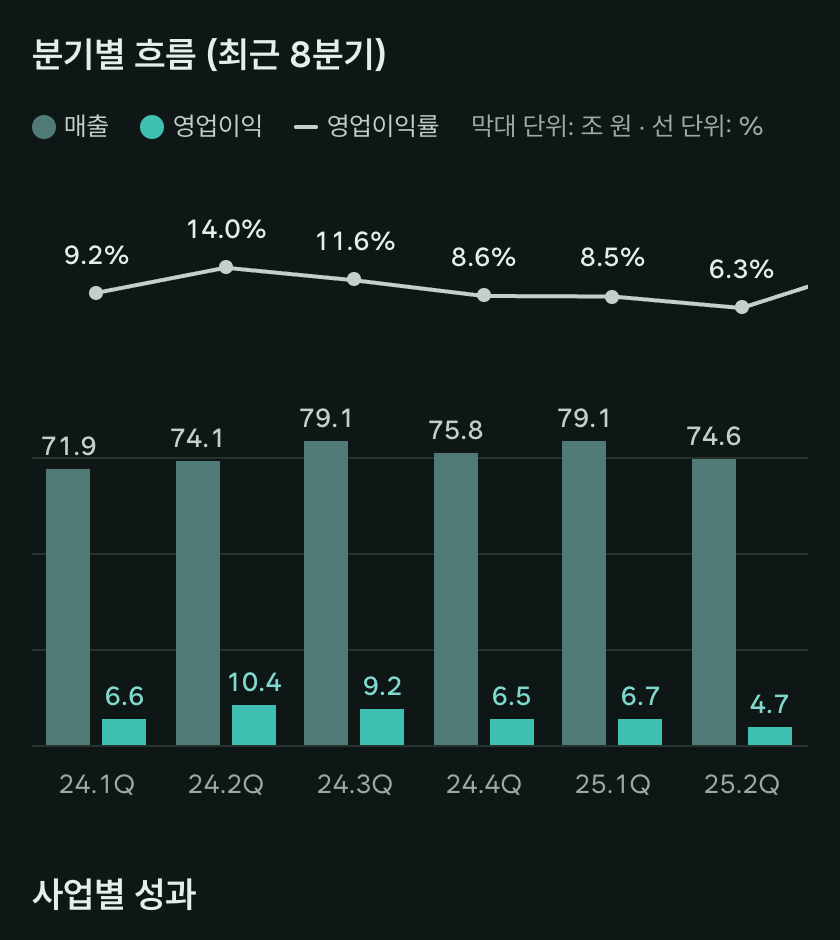 분기별 흐름 (최근 8분기)
매출 영업이익 영업이익률 막대 단위: 조 원 · 선 단위: %
9.2% 14.0% 11.6% 8.6% 8.5% 6.3%
71.9 74.1 79.1 75.8 79.1 74.6
6.6 10.4 9.2 6.5 6.7 4.7
24.1Q 24.2Q 24.3Q 24.4Q 25.1Q 25.2Q
사업별 성과